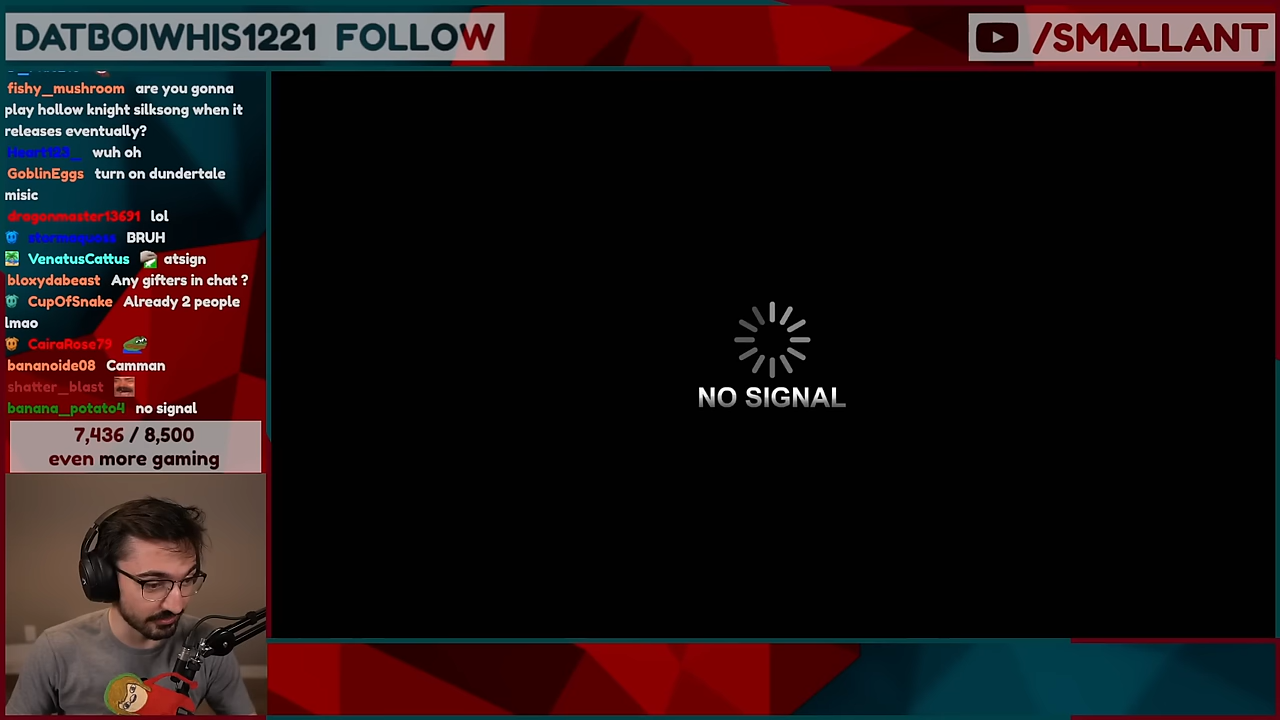 DATBOIWHIS1221 FOLLOW
/SMALLANT
fishy_mushroom are you gonna
play hollow knight silksong when it
releases eventually?
Heart123_ wuh oh
GoblinEggs turn on dundertale
misic
dragonmaster13691 lol
BRUH
VenatusCattus atsign
bloxydabeast Any gifters in chat ?
CupOfSnake Already 2 people
lmao
CairaRose79
bananoide08 Camman
shatter_blast
banana_potato4 no signal
7,436 / 8,500
even more gaming
NO SIGNAL